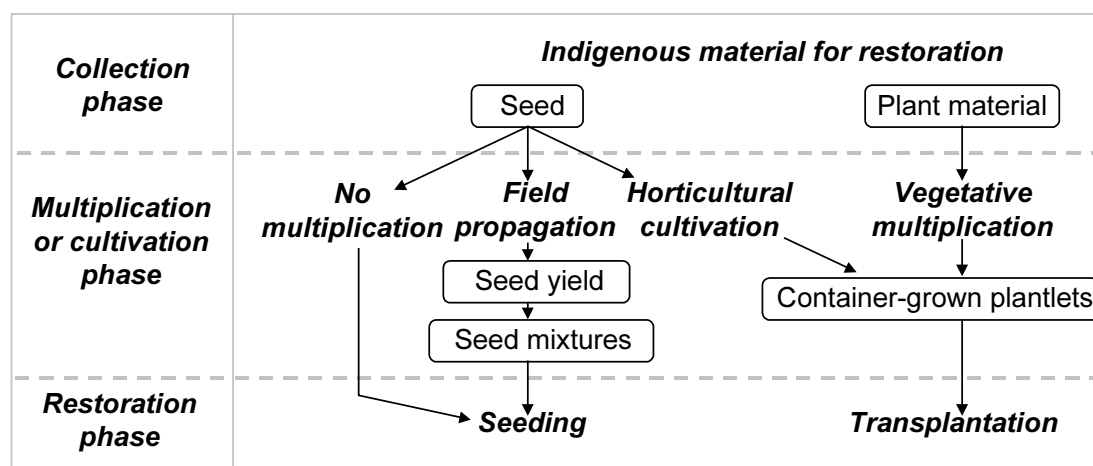 Collection
phase
Indigenous material for restoration
Seed
Plant material
Multiplication
or cultivation
phase
No
multiplication
Field
propagation
Horticultural
cultivation
Vegetative
multiplication
Seed yield
Container-grown plantlets
Seed mixtures
Restoration
phase
Seeding
Transplantation